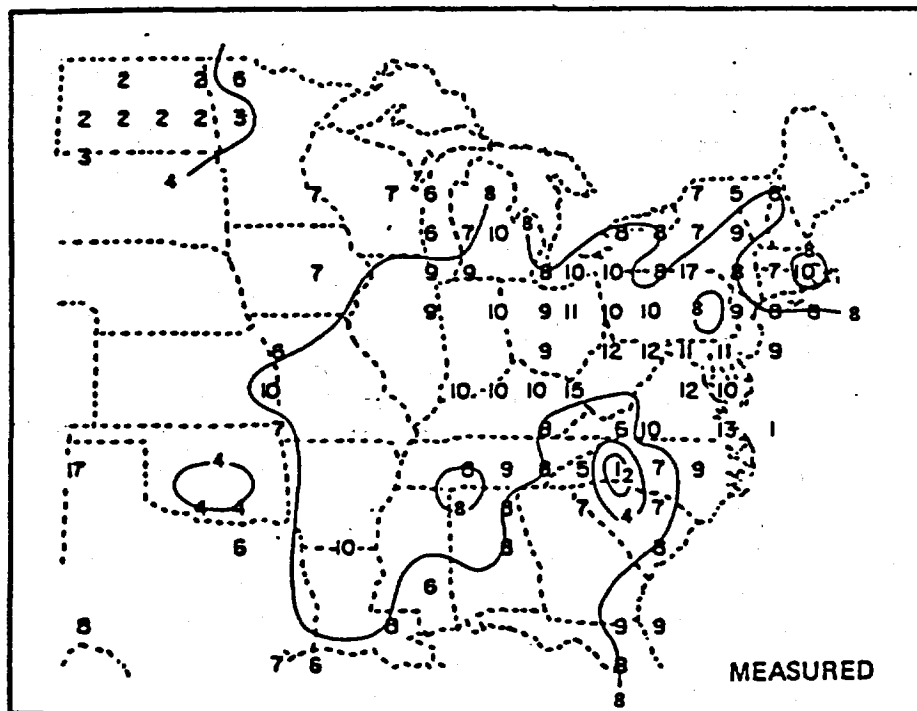 2 2 6
2 2 2 2 3
3
4
7 7 6 8 7 5 6
6 7 10 8 8 8 7 9 8
7 9 9 8 10 10 8 17 8 7 10
9 10 9 11 10 10 8 9 8 8 8
6 9 12 12 11 11 9
10 10 10 10 15 12 10
7 8 6 10 13 1
17 4 6 9 8 5 1 2 7 9
4 4 8 8 7 4 7
6 10 8 8
6
8 8 9 9
7 6 8 MEASURED
8